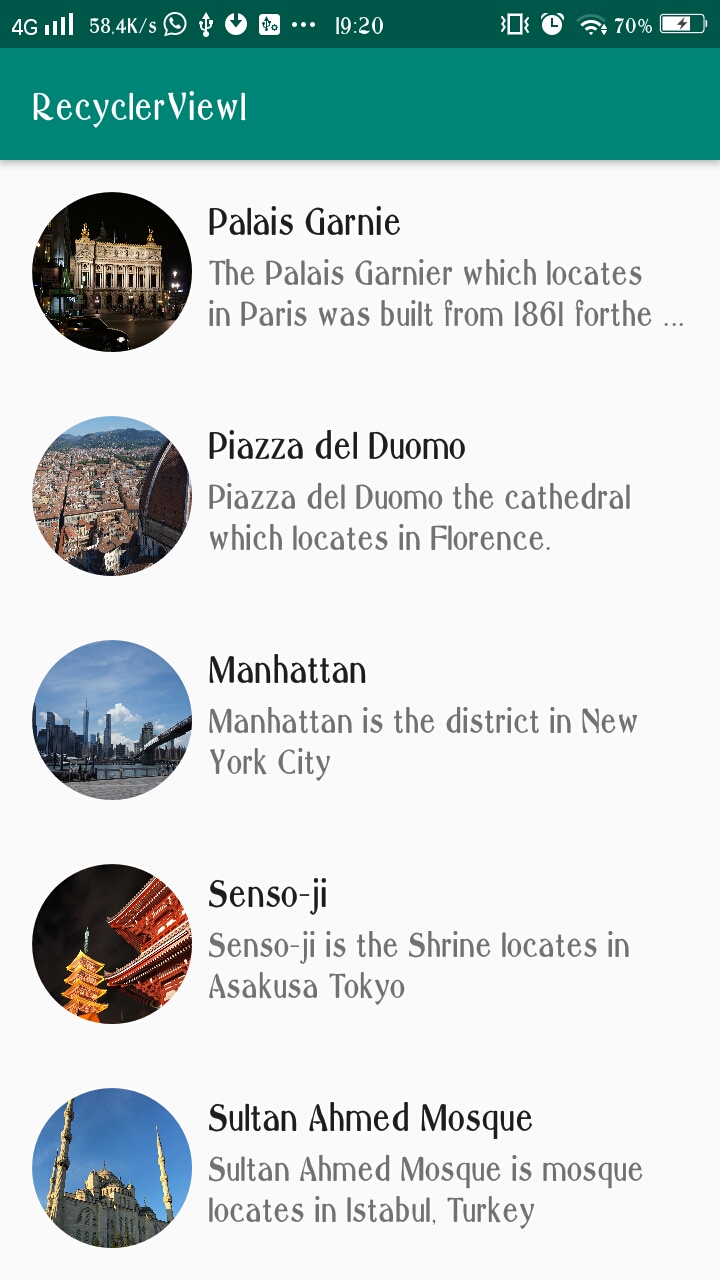 4G 58,4K/s 19:20 70%
RecyclerView1
Palais Garnie
The Palais Garnier which locates
in Paris was built from 1861 forthe ...
Piazza del Duomo
Piazza del Duomo the cathedral
which locates in Florence.
Manhattan
Manhattan is the district in New
York City
Senso-ji
Senso-ji is the Shrine locates in
Asakusa Tokyo
Sultan Ahmed Mosque
Sultan Ahmed Mosque is mosque
locates in Istabul, Turkey